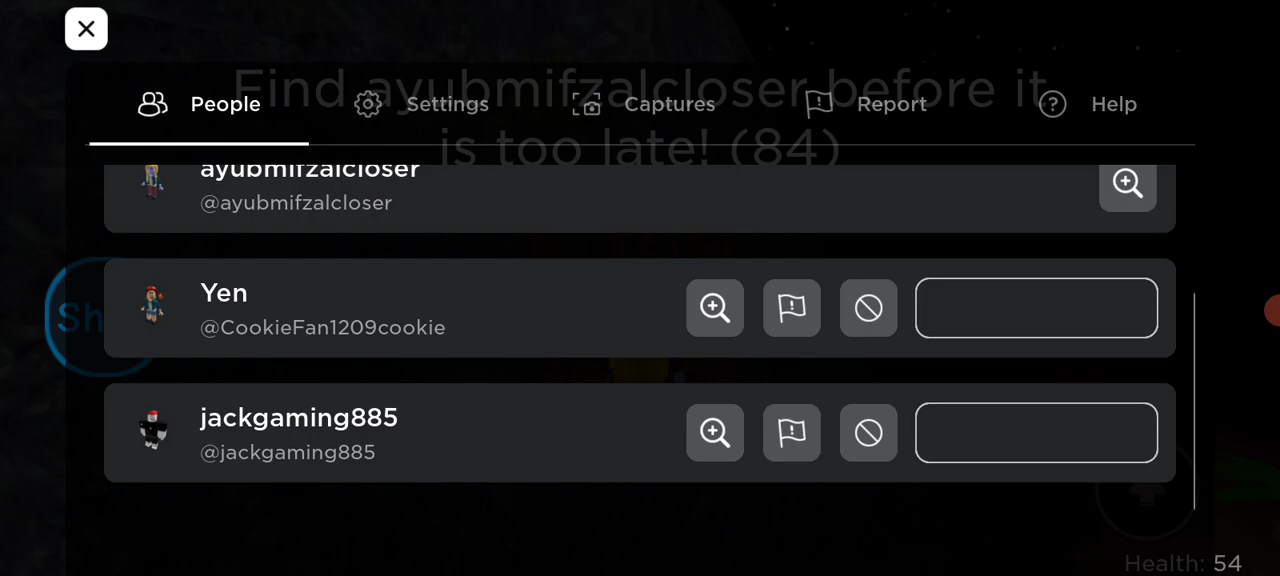 Find ayubmifzalcloser before it
is too late! (84)
People Settings Captures Report Help
ayubmifzalcloser
@ayubmifzalcloser
Yen
@CookieFan1209cookie
Sh
jackgaming885
@jackgaming885
Health: 54